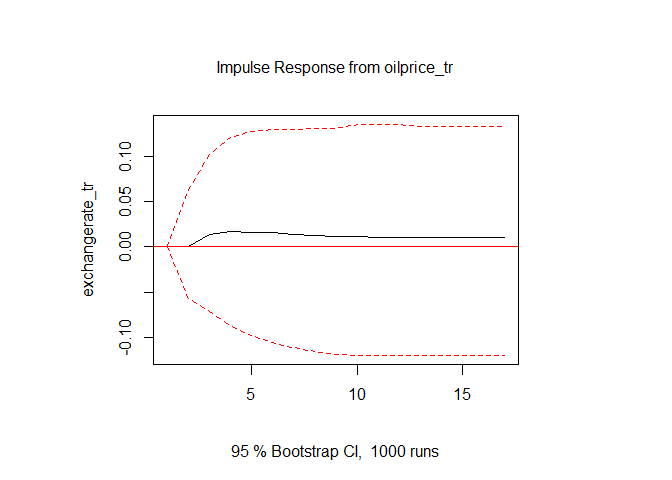 Impulse Response from oilprice_tr
exchangerate_tr
0.10
0.05
0.00
-0.10
5 10 15
95 % Bootstrap CI, 1000 runs